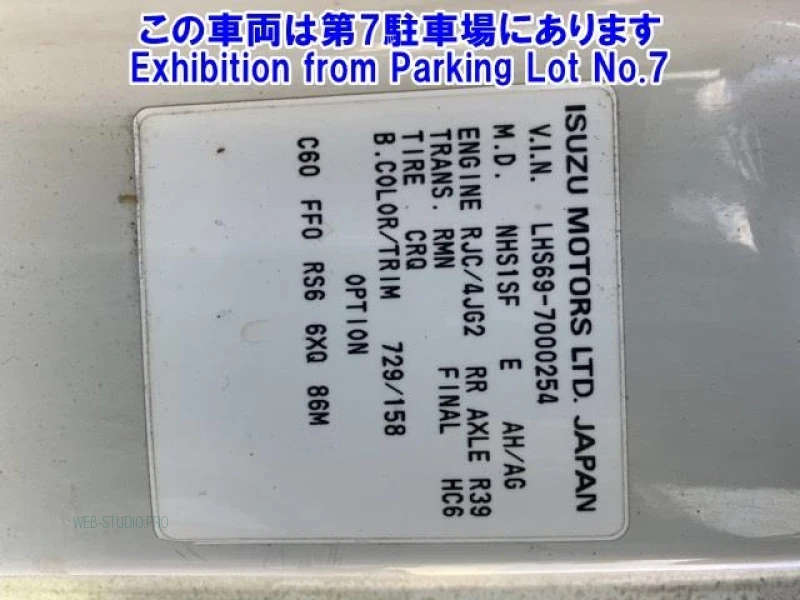 この車両は第7駐車場にあります
Exhibition from Parking Lot No.7
ISUZU MOTORS LTD. JAPAN
V.I.N. LHS69-7000254
M.D. NHS1SF E AH/AG
ENGINE RJC/4JG2 RR AXLE R39
TRANS. RMN FINAL HC6
TIRE. CRQ
B.COLOR/TRIM 729/158
OPTION
C60 FF0 RS6 6XQ 86M
WEB-STUDIO.PRO